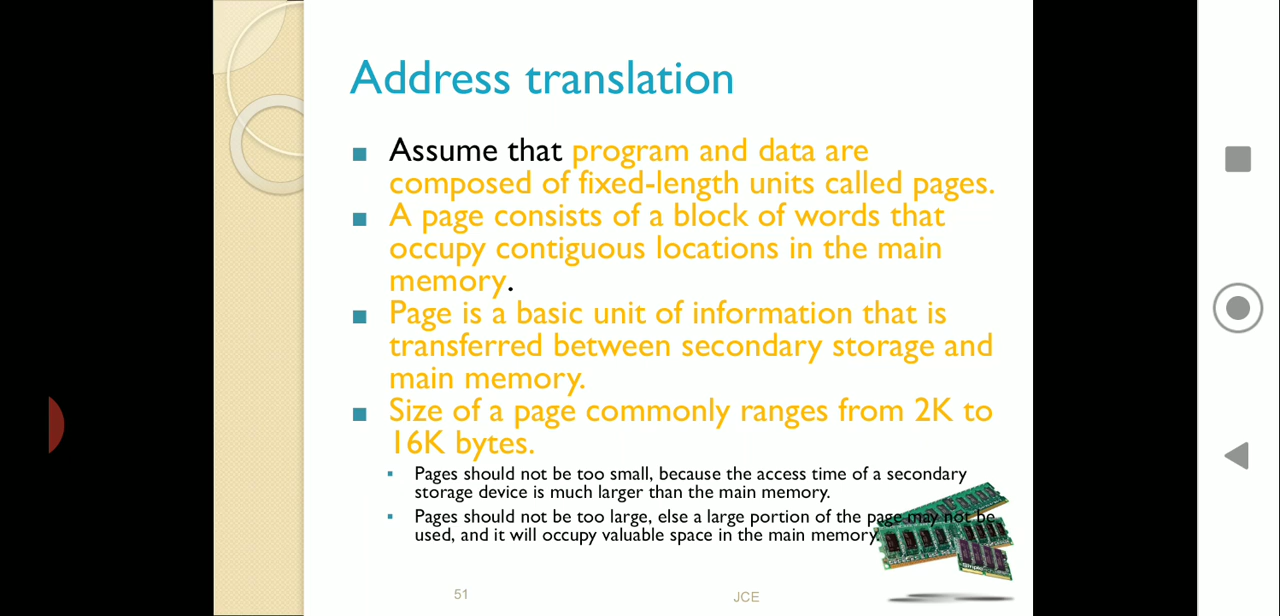 Address translation
Assume that program and data are
composed of fixed-length units called pages.
A page consists of a block of words that
occupy contiguous locations in the main
memory.
Page is a basic unit of information that is
transferred between secondary storage and
main memory.
Size of a page commonly ranges from 2K to
16K bytes.
Pages should not be too small, because the access time of a secondary
storage device is much larger than the main memory.
Pages should not be too large, else a large portion of the page may not be
used, and it will occupy valuable space in the main memory.
51
JCE